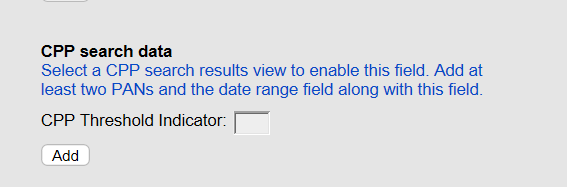 CPP search data
Select a CPP search results view to enable this field. Add at
least two PANs and the date range field along with this field.
CPP Threshold Indicator:
Add